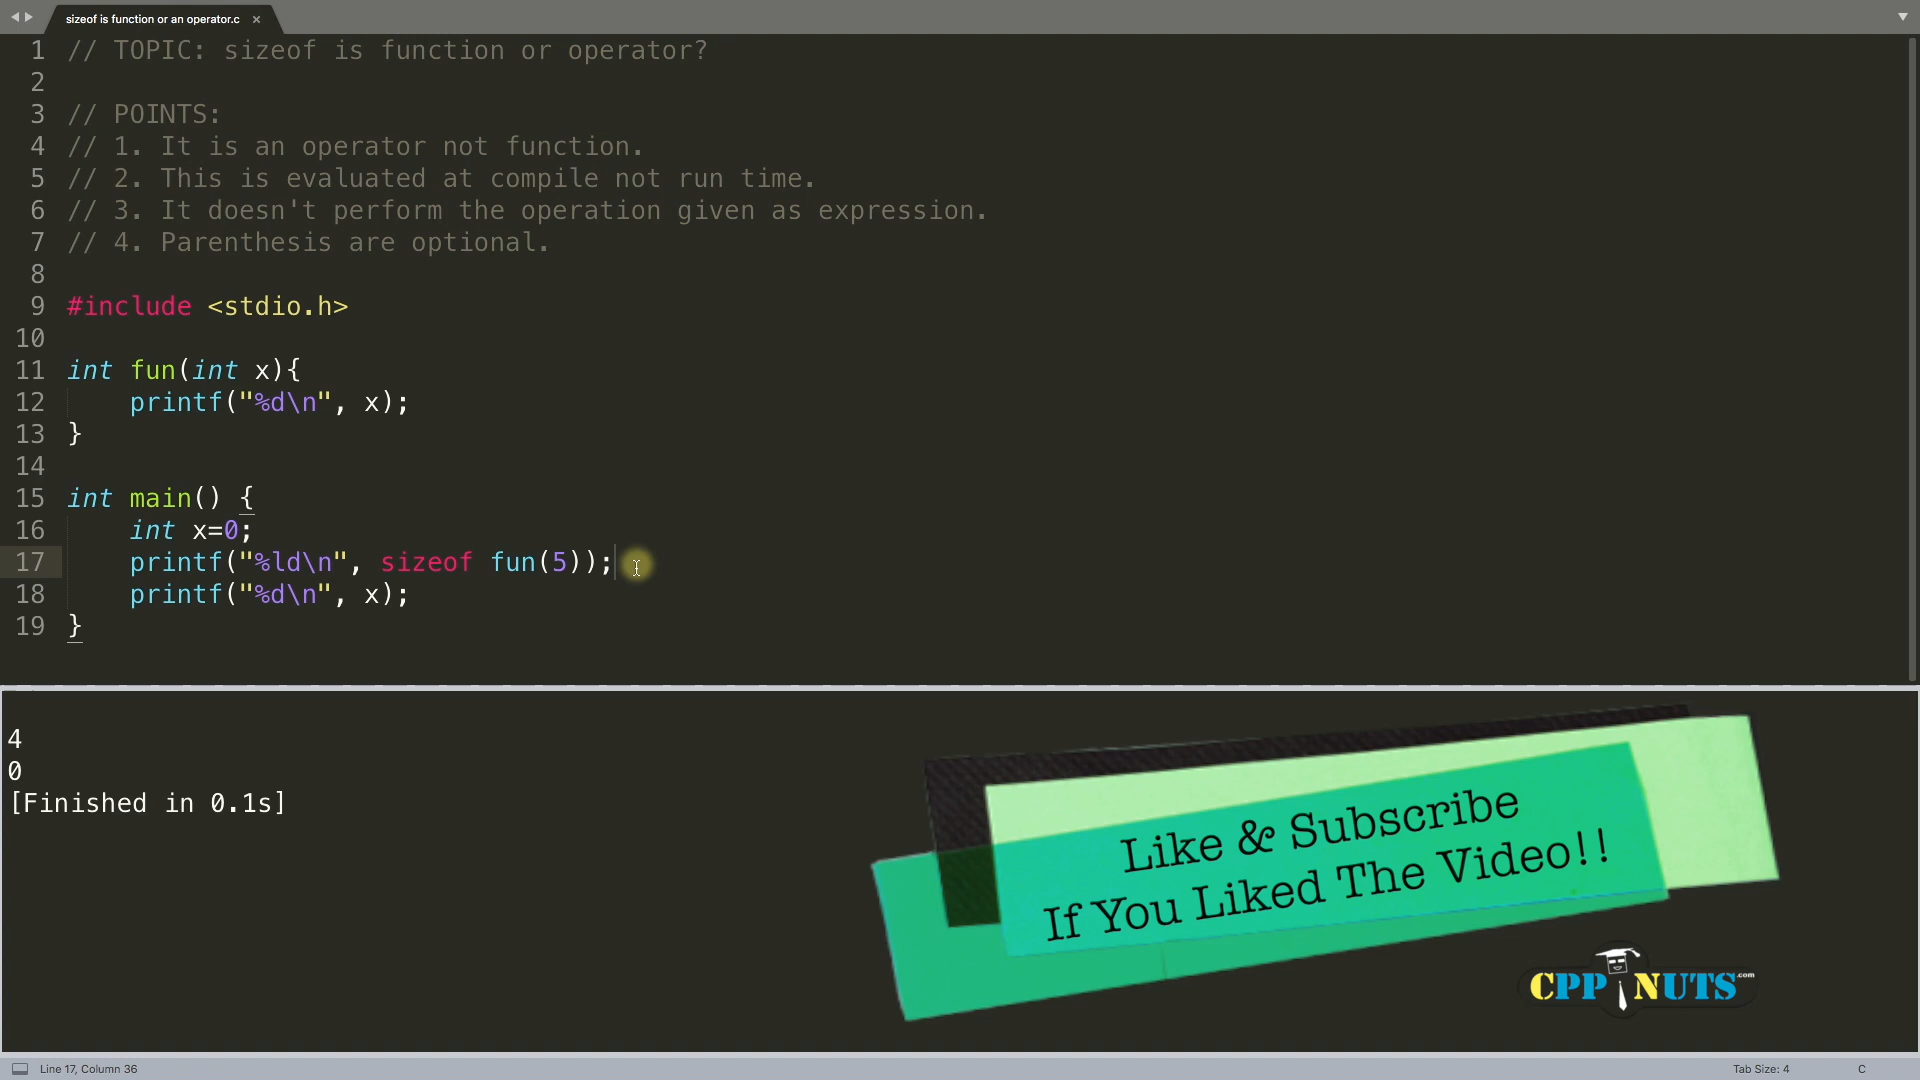 sizeof is function or an operator.c ×
1 // TOPIC: sizeof is function or operator?
2
3 // POINTS:
4 // 1. It is an operator not function.
5 // 2. This is evaluated at compile not run time.
6 // 3. It doesn't perform the operation given as expression.
7 // 4. Parenthesis are optional.
8
9 #include <stdio.h>
10
11 int fun(int x){
12     printf("%d\n", x);
13 }
14
15 int main() {
16     int x=0;
17     printf("%ld\n", sizeof fun(5));
18     printf("%d\n", x);
19 }
4
0
[Finished in 0.1s]
Like & Subscribe
If You Liked The Video!!
CPP NUTS.com
Line 17, Column 36
Tab Size: 4
C